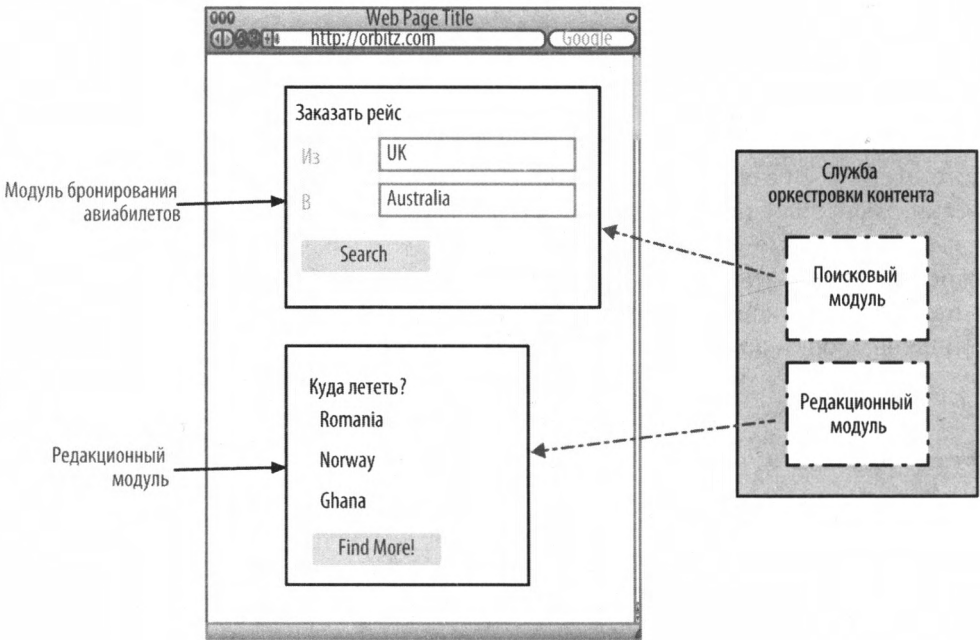 Web Page Title
http://orbitz.com
Google
Заказать рейс
Из
UK
В
Australia
Search
Модуль бронирования
авиабилетов
Служба
оркестровки контента
Поисковый
модуль
Редакционный
модуль
Куда лететь?
Romania
Norway
Ghana
Find More!
Редакционный
модуль